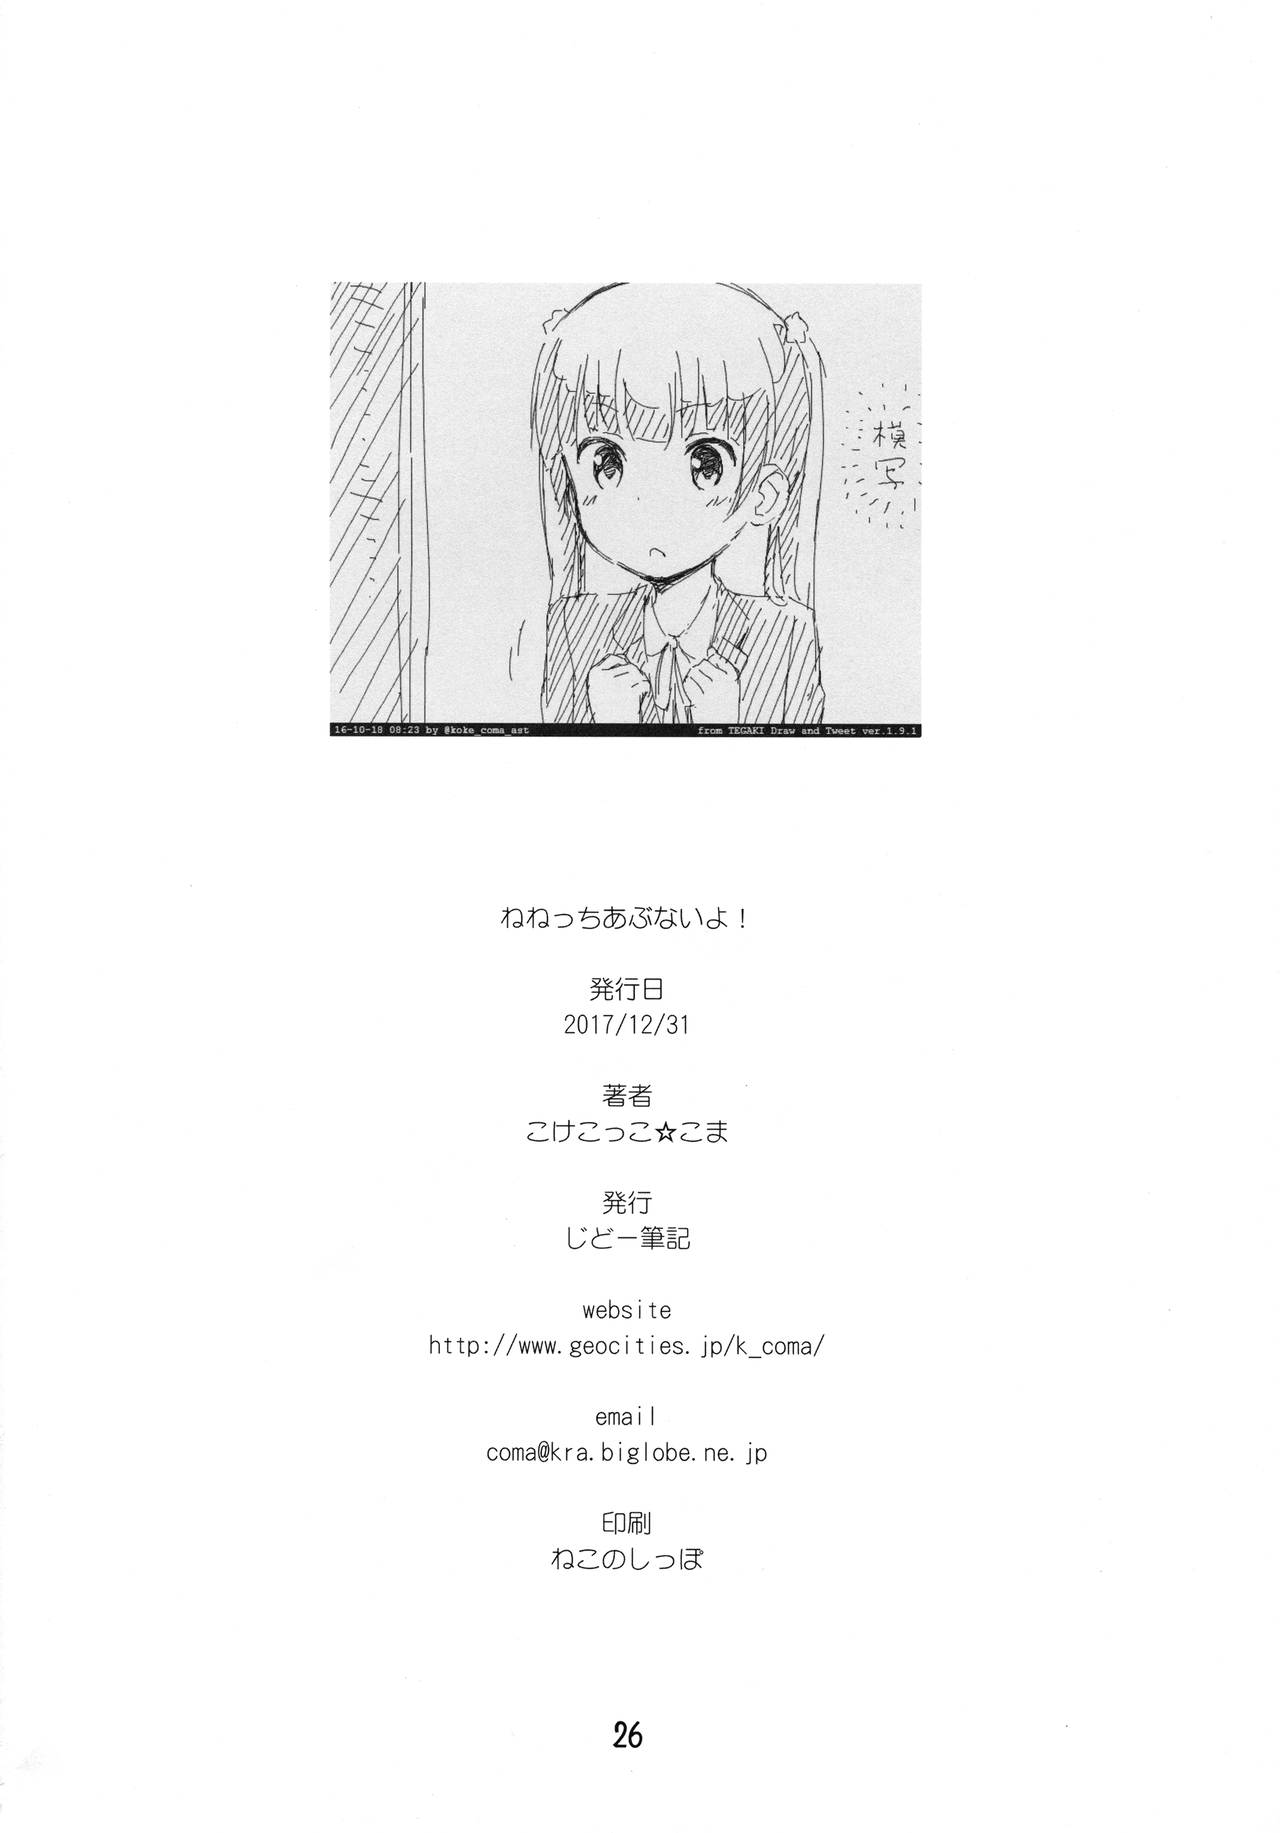 模写
16-10-18 08:23 by @koke_coma_ast
from TEGAKI Draw and Tweet ver.1.9.1
ねねっちあぶないよ！
発行日
2017/12/31
著者
こけこっこ☆こま
発行
じどー筆記
website
http://www.geocities.jp/k_coma/
email
coma@kra.biglobe.ne.jp
印刷
ねこのしっぽ
26